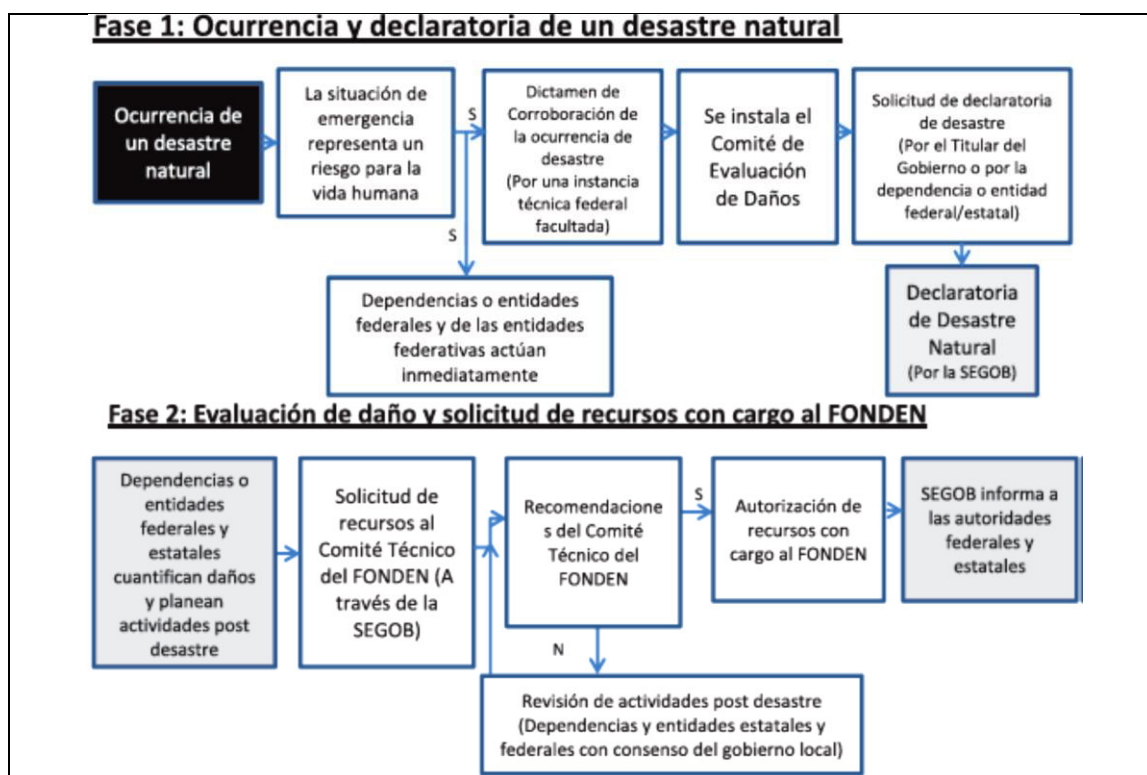 Fase 1: Ocurrencia y declaratoria de un desastre natural
Ocurrencia de
un desastre
natural
La situación de
emergencia
representa un
riesgo para la
vida humana
S
S
Dictamen de
Corroboración de
la ocurrencia de
desastre
(Por una instancia
técnica federal
facultada)
Se instala el
Comité de
Evaluación
de Daños
Solicitud de declaratoria
de desastre
(Por el Titular del
Gobierno o por la
dependencia o entidad
federal/estatal)
Dependencias o entidades
federales y de las entidades
federativas actúan
inmediatamente
Declaratoria
de Desastre
Natural
(Por la SEGOB)
Fase 2: Evaluación de daño y solicitud de recursos con cargo al FONDEN
Dependencias o
entidades
federales y
estatales
cuantifican daños
y planean
actividades post
desastre
Solicitud de
recursos al
Comité Técnico
del FONDEN (A
través de la
SEGOB)
Recomendacione
s del Comité
Técnico del
FONDEN
S
N
Autorización de
recursos con
cargo al FONDEN
SEGOB informa a
las autoridades
federales y
estatales
Revisión de actividades post desastre
(Dependencias y entidades estatales y
federales con consenso del gobierno local)